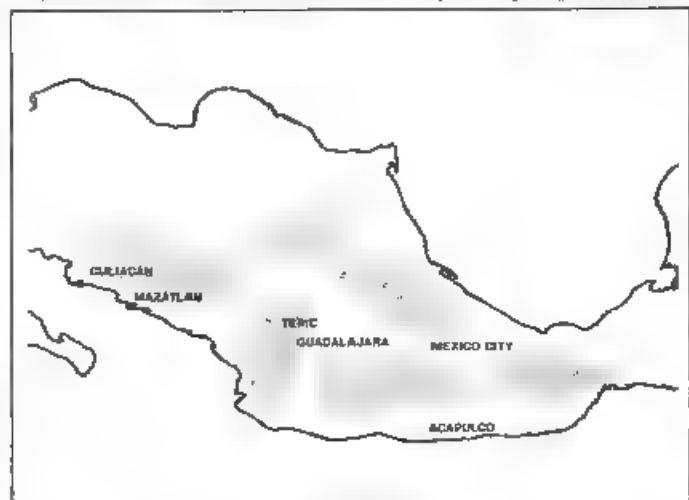 CULIACAN
MAZATLAN
TEPIC
GUADALAJARA
MEXICO CITY
ACAPULCO